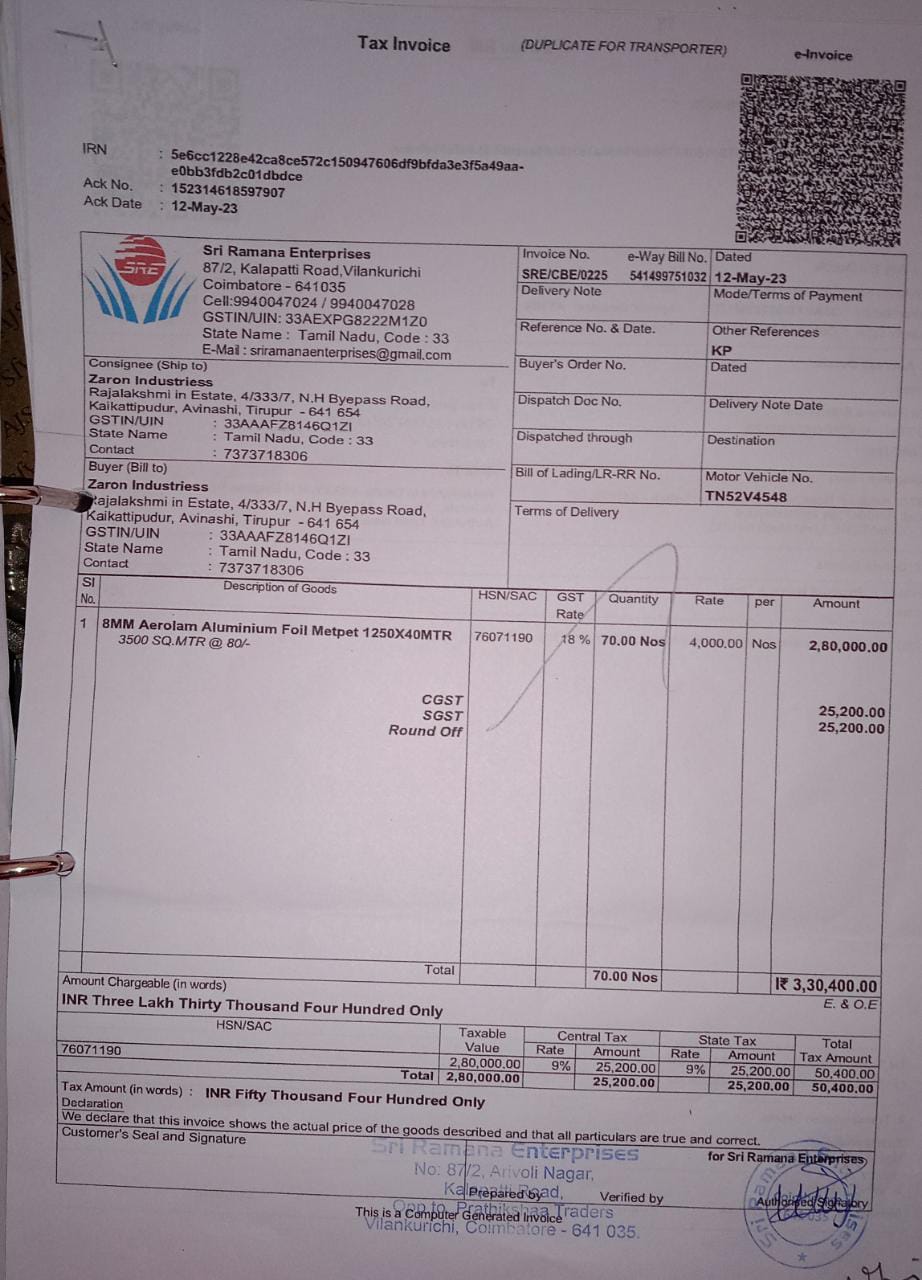 Tax Invoice (DUPLICATE FOR TRANSPORTER) e-Invoice
IRN : 5e6cc1228e42ca8ce572c150947606df9bfda3e3f5a49aa-
e0bb3fdb2c01dbdce
Ack No. : 152314618597907
Ack Date : 12-May-23
SRE
Sri Ramana Enterprises
87/2, Kalapatti Road,Vilankurichi
Coimbatore - 641035
Cell:9940047024 / 9940047028
GSTIN/UIN: 33AEXPG8222M1Z0
State Name : Tamil Nadu, Code : 33
E-Mail : sriramanaenterprises@gmail.com
Invoice No. e-Way Bill No. Dated
SRE/CBE/0225 541499751032 12-May-23
Delivery Note Mode/Terms of Payment
Reference No. & Date. Other References
KP
Buyer's Order No. Dated
Dispatch Doc No. Delivery Note Date
Dispatched through Destination
Bill of Lading/LR-RR No. Motor Vehicle No.
TN52V4548
Terms of Delivery
Consignee (Ship to)
Zaron Industriess
Rajalakshmi in Estate, 4/333/7, N.H Byepass Road,
Kaikattipudur, Avinashi, Tirupur - 641 654
GSTIN/UIN : 33AAAFZ8146Q1ZI
State Name : Tamil Nadu, Code : 33
Contact : 7373718306
Buyer (Bill to)
Zaron Industriess
Rajalakshmi in Estate, 4/333/7, N.H Byepass Road,
Kaikattipudur, Avinashi, Tirupur - 641 654
GSTIN/UIN : 33AAAFZ8146Q1ZI
State Name : Tamil Nadu, Code : 33
Contact : 7373718306
Sl No. Description of Goods HSN/SAC GST Rate Quantity Rate per Amount
1 8MM Aerolam Aluminium Foil Metpet 1250X40MTR 76071190 18 % 70.00 Nos 4,000.00 Nos 2,80,000.00
3500 SQ.MTR @ 80/-
CGST 25,200.00
SGST 25,200.00
Round Off
Total 70.00 Nos I₹ 3,30,400.00
Amount Chargeable (in words) E. & O.E
INR Three Lakh Thirty Thousand Four Hundred Only
HSN/SAC Taxable Value Central Tax State Tax Total Tax Amount
Rate Amount Rate Amount
76071190 2,80,000.00 9% 25,200.00 9% 25,200.00 50,400.00
Total 2,80,000.00 25,200.00 25,200.00 50,400.00
Tax Amount (in words) : INR Fifty Thousand Four Hundred Only
Declaration
We declare that this invoice shows the actual price of the goods described and that all particulars are true and correct.
Customer's Seal and Signature
for Sri Ramana Enterprises
Sri Ramana Enterprises
No: 87/2, Arivoli Nagar,
Kalapatti Road,
Opp to. Prathikshaa Traders
Vilankurichi, Coimbatore - 641 035.
Prepared by Verified by Authorised Signatory
This is a Computer Generated Invoice